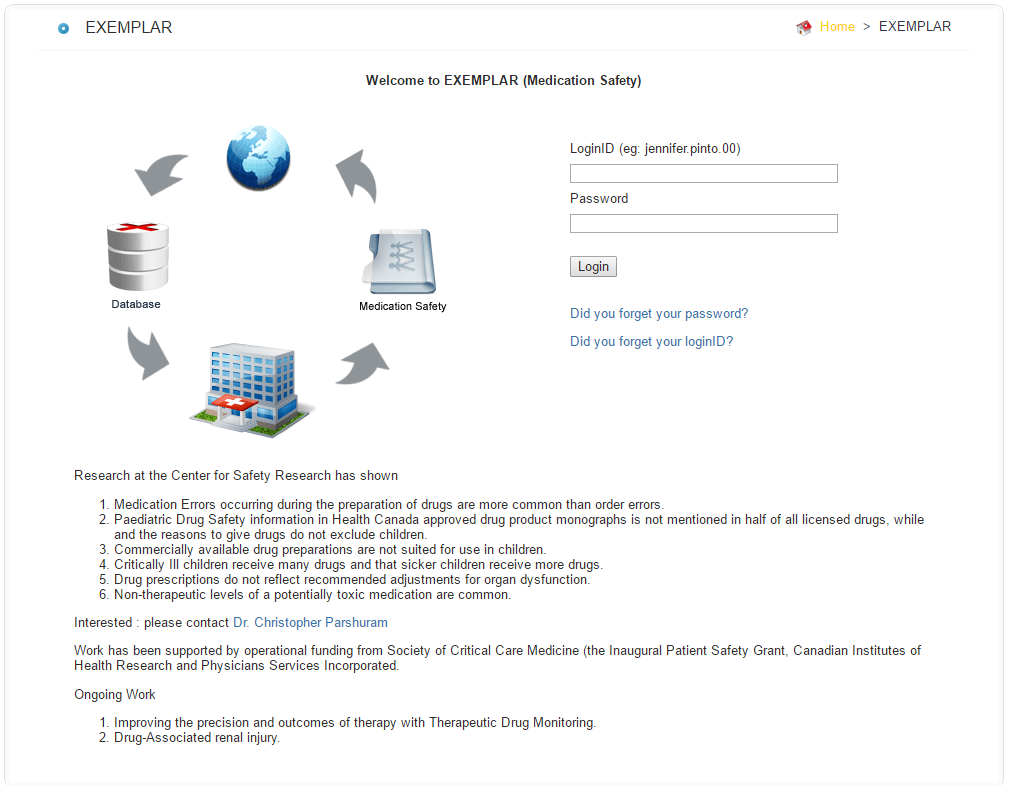 EXEMPLAR
Home > EXEMPLAR
Welcome to EXEMPLAR (Medication Safety)
LoginID (eg: jennifer.pinto.00)
Password
Login
Did you forget your password?
Did you forget your loginID?
Database
Medication Safety
Research at the Center for Safety Research has shown
1. Medication Errors occurring during the preparation of drugs are more common than order errors.
2. Paediatric Drug Safety information in Health Canada approved drug product monographs is not mentioned in half of all licensed drugs, while
and the reasons to give drugs do not exclude children.
3. Commercially available drug preparations are not suited for use in children.
4. Critically Ill children receive many drugs and that sicker children receive more drugs.
5. Drug prescriptions do not reflect recommended adjustments for organ dysfunction.
6. Non-therapeutic levels of a potentially toxic medication are common.
Interested : please contact Dr. Christopher Parshuram
Work has been supported by operational funding from Society of Critical Care Medicine (the Inaugural Patient Safety Grant, Canadian Institutes of
Health Research and Physicians Services Incorporated.
Ongoing Work
1. Improving the precision and outcomes of therapy with Therapeutic Drug Monitoring.
2. Drug-Associated renal injury.